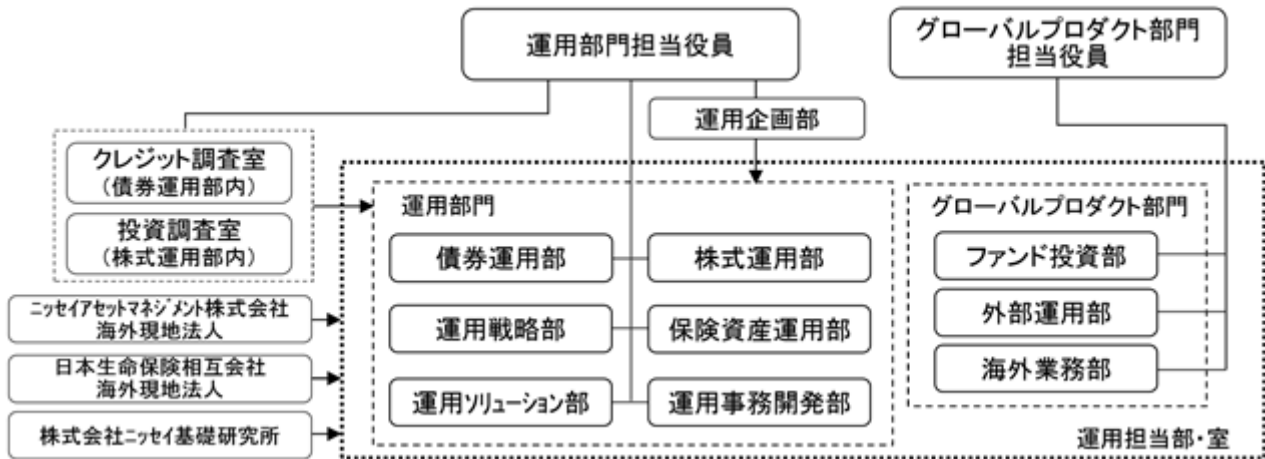 運用部門担当役員
グローバルプロダクト部門
担当役員
運用企画部
クレジット調査室
(債券運用部内)
投資調査室
(株式運用部内)
運用部門
グローバルプロダクト部門
債券運用部
株式運用部
ファンド投資部
ニッセイアセットマネジメント株式会社
海外現地法人
運用戦略部
保険資産運用部
外部運用部
日本生命保険相互会社
海外現地法人
海外業務部
運用ソリューション部
運用事務開発部
株式会社ニッセイ基礎研究所
運用担当部・室